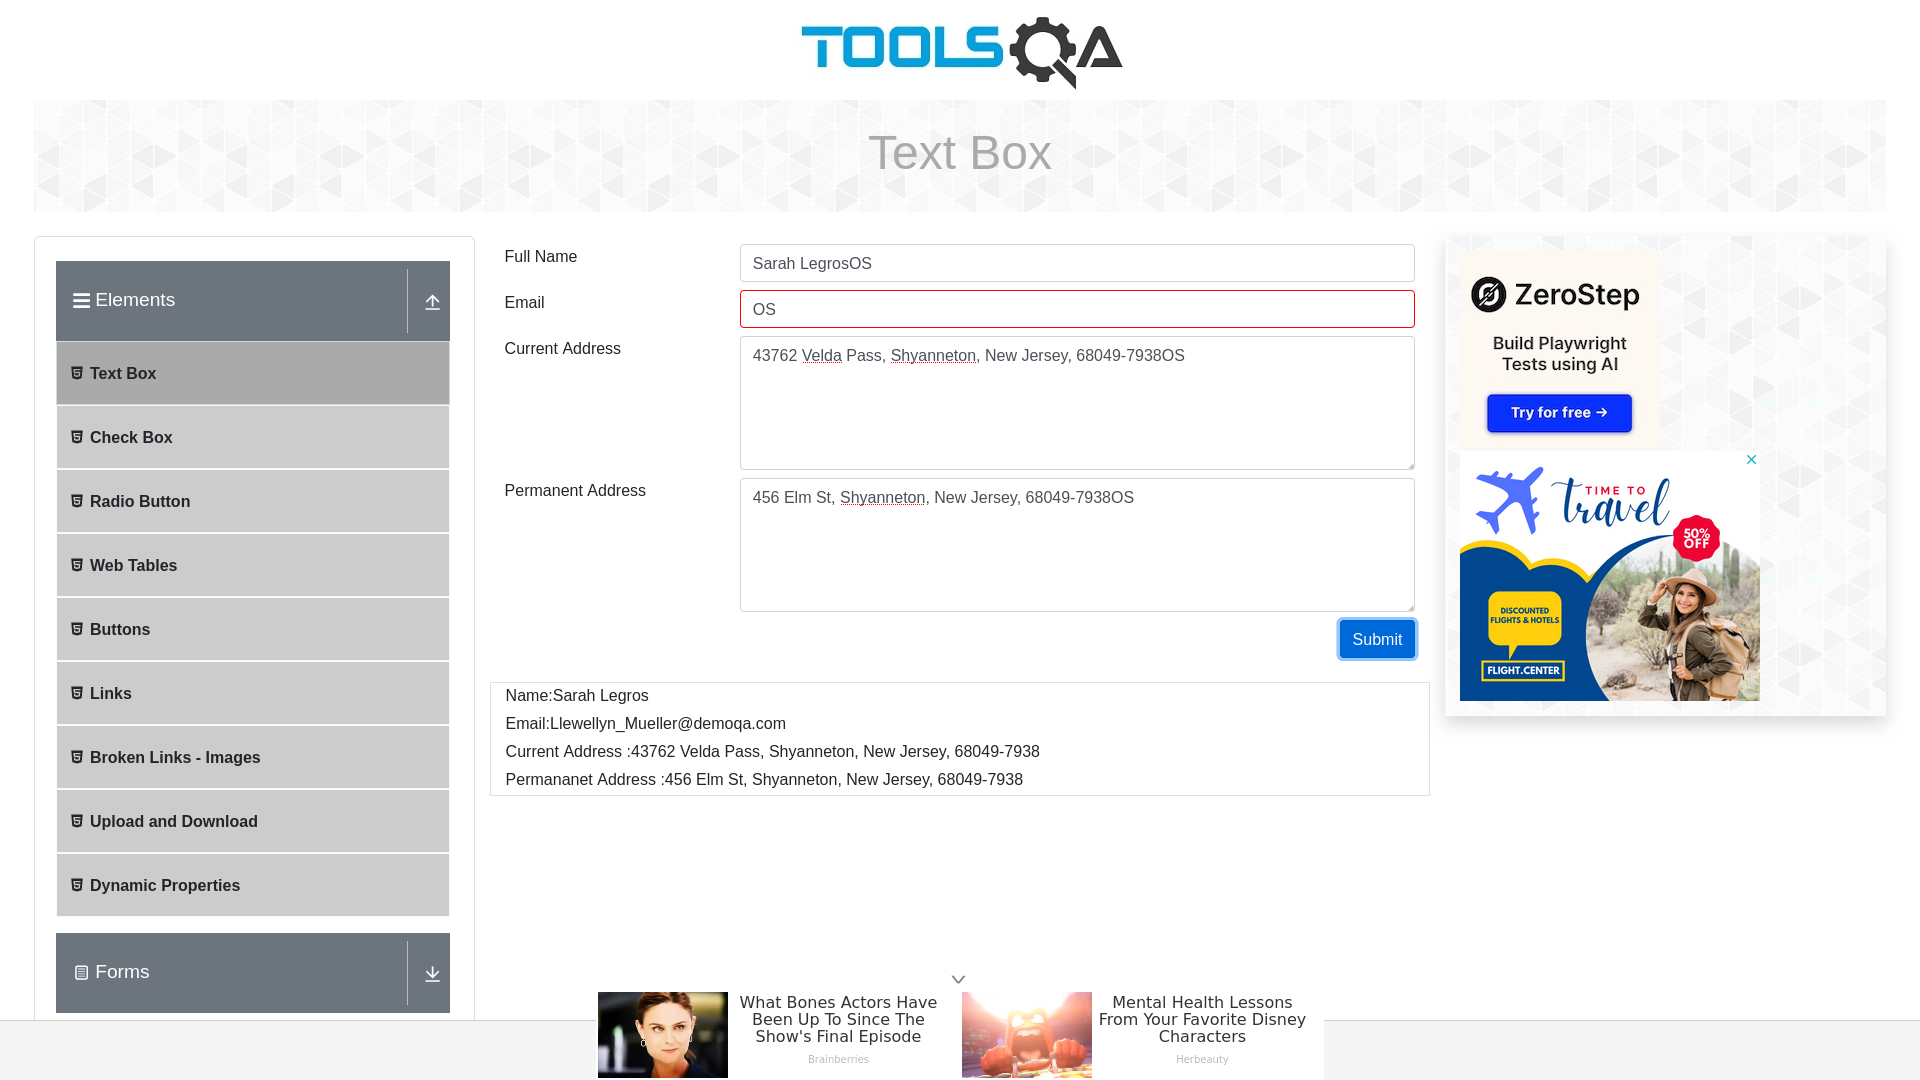 TOOLSQA
Text Box
Elements
Text Box
Check Box
Radio Button
Web Tables
Buttons
Links
Broken Links - Images
Upload and Download
Dynamic Properties
Forms
Full Name
Sarah LegrosOS
Email
OS
Current Address
43762 Velda Pass, Shyanneton, New Jersey, 68049-7938OS
Permanent Address
456 Elm St, Shyanneton, New Jersey, 68049-7938OS
Submit
Name:Sarah Legros
Email:Llewellyn_Mueller@demoqa.com
Current Address :43762 Velda Pass, Shyanneton, New Jersey, 68049-7938
Permananet Address :456 Elm St, Shyanneton, New Jersey, 68049-7938
ZeroStep
Build Playwright
Tests using AI
Try for free →
TIME TO
travel
50%
OFF
DISCOUNTED
FLIGHTS & HOTELS
FLIGHT.CENTER
What Bones Actors Have
Been Up To Since The
Show's Final Episode
Brainberries
Mental Health Lessons
From Your Favorite Disney
Characters
Herbeauty